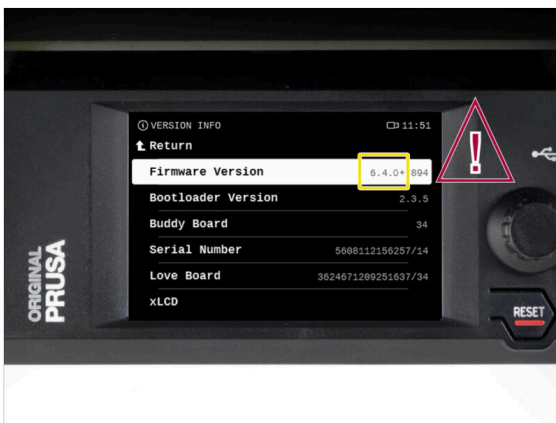 VERSION INFO 11:51
Return
Firmware Version 6.4.0+ 894
Bootloader Version 2.3.5
Buddy Board 34
Serial Number 5608112156257/14
Love Board 3624671209251637/34
xLCD
ORIGINAL
PRUSA
RESET
!